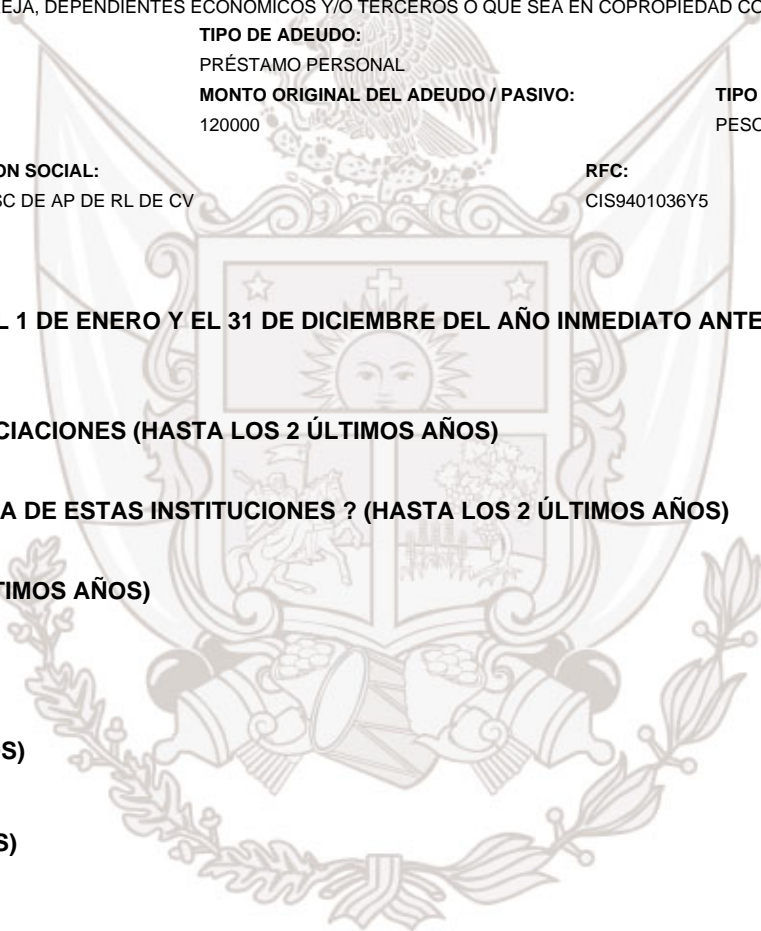 EJA, DEPENDIENTES ECONÓMICOS Y/O TERCEROS O QUE SEA EN COPROPIEDAD CO
TIPO DE ADEUDO:
PRÉSTAMO PERSONAL
MONTO ORIGINAL DEL ADEUDO / PASIVO: TIPO
120000 PESO
ON SOCIAL: RFC:
SC DE AP DE RL DE CV CIS9401036Y5
L 1 DE ENERO Y EL 31 DE DICIEMBRE DEL AÑO INMEDIATO ANTE
CIACIONES (HASTA LOS 2 ÚLTIMOS AÑOS)
A DE ESTAS INSTITUCIONES ? (HASTA LOS 2 ÚLTIMOS AÑOS)
TIMOS AÑOS)
OS)
S)